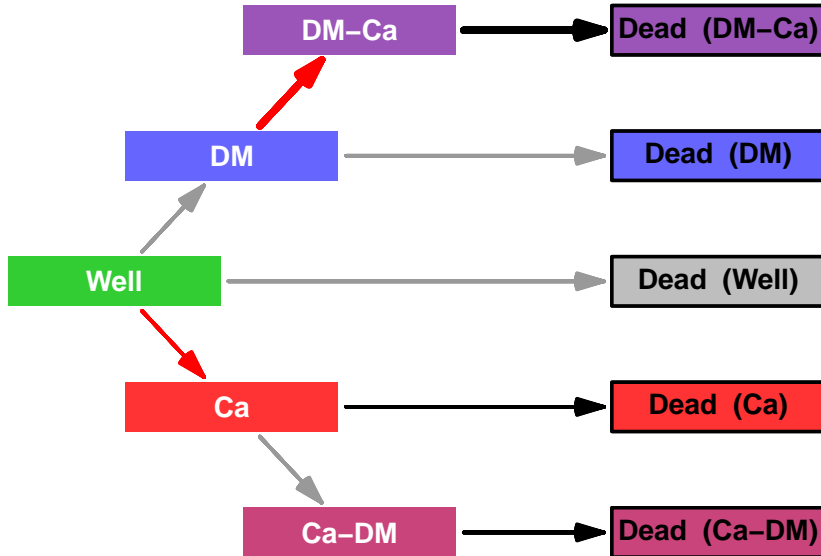 DM–Ca
Dead (DM–Ca)
DM
Dead (DM)
Well
Dead (Well)
Ca
Dead (Ca)
Ca–DM
Dead (Ca–DM)